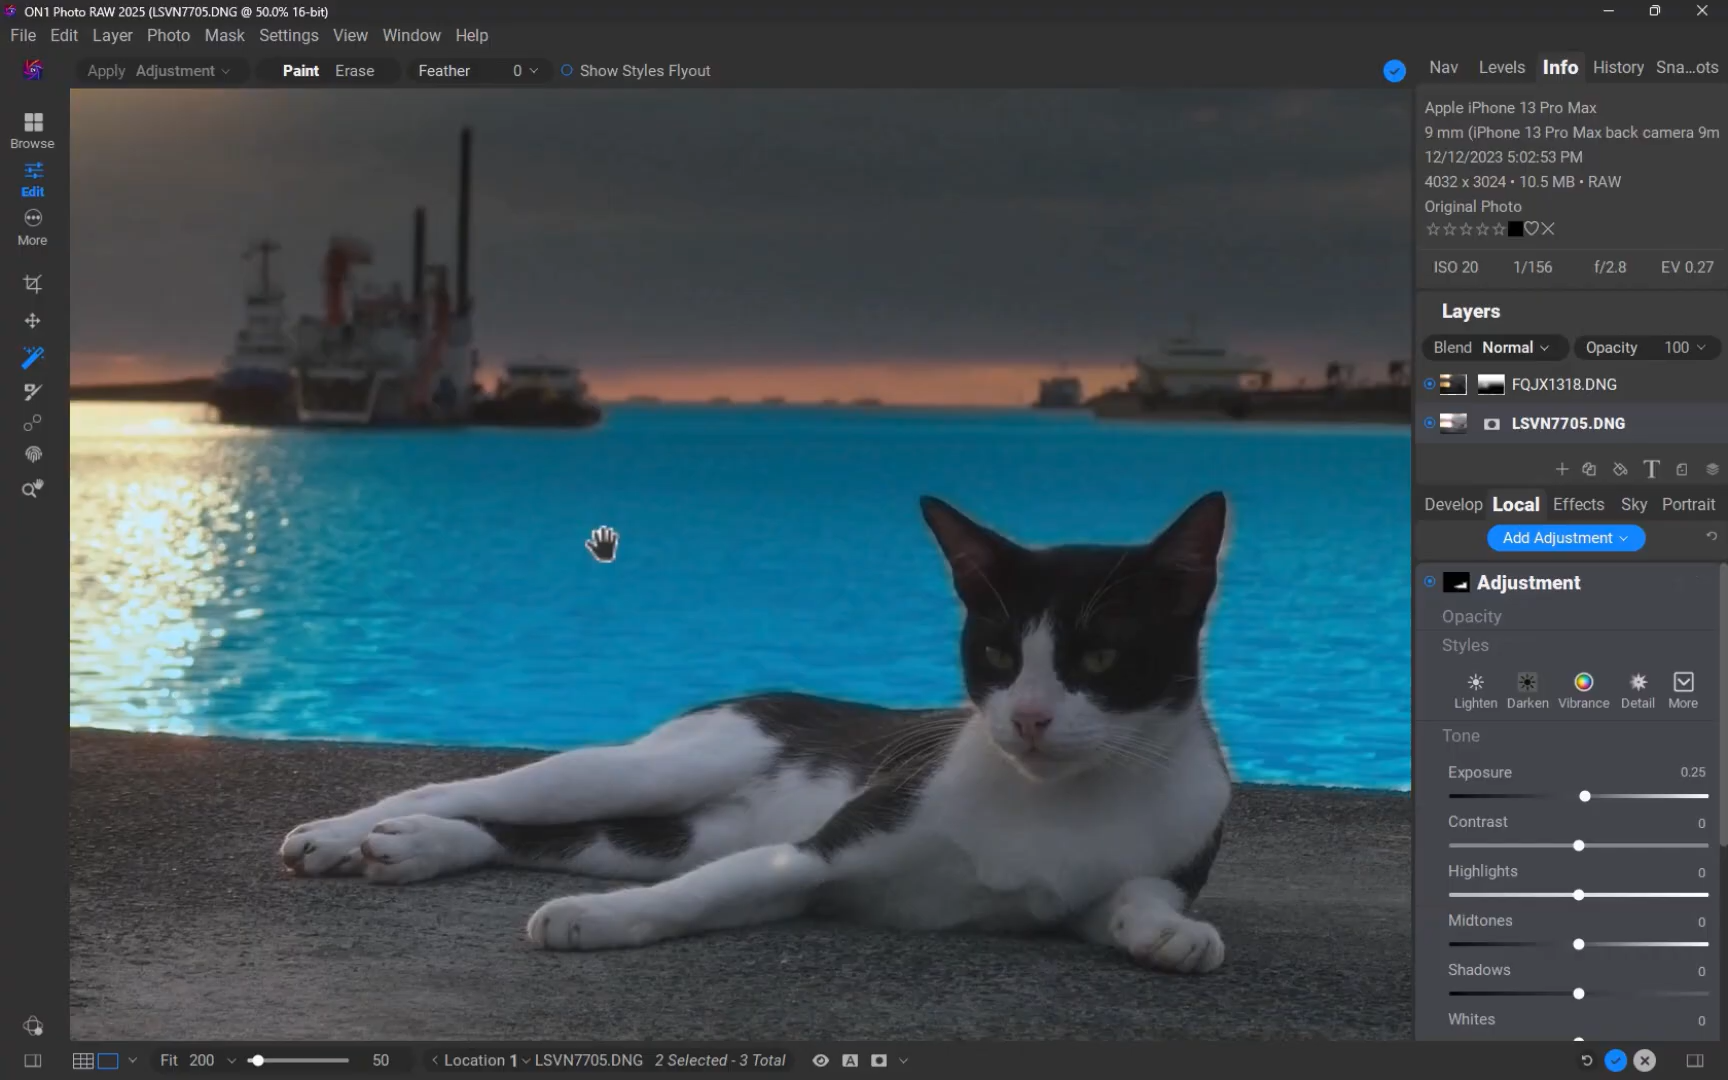 ON1 Photo RAW 2025 (LSVN7705.DNG @ 50.0% 16-bit)
File Edit Layer Photo Mask Settings View Window Help
Apply Adjustment Paint Erase Feather 0 Show Styles Flyout
Nav Levels Info History Sna...ots
Browse
Edit
More
Apple iPhone 13 Pro Max
9 mm (iPhone 13 Pro Max back camera 9m
12/12/2023 5:02:53 PM
4032 x 3024 • 10.5 MB • RAW
Original Photo
ISO 20 1/156 f/2.8 EV 0.27
Layers
Blend Normal Opacity 100
FQJX1318.DNG
LSVN7705.DNG
Develop Local Effects Sky Portrait
Add Adjustment
Adjustment
Opacity
Styles
Lighten Darken Vibrance Detail More
Tone
Exposure 0.25
Contrast 0
Highlights 0
Midtones 0
Shadows 0
Whites 0
Fit 200 50 Location 1 LSVN7705.DNG 2 Selected - 3 Total A